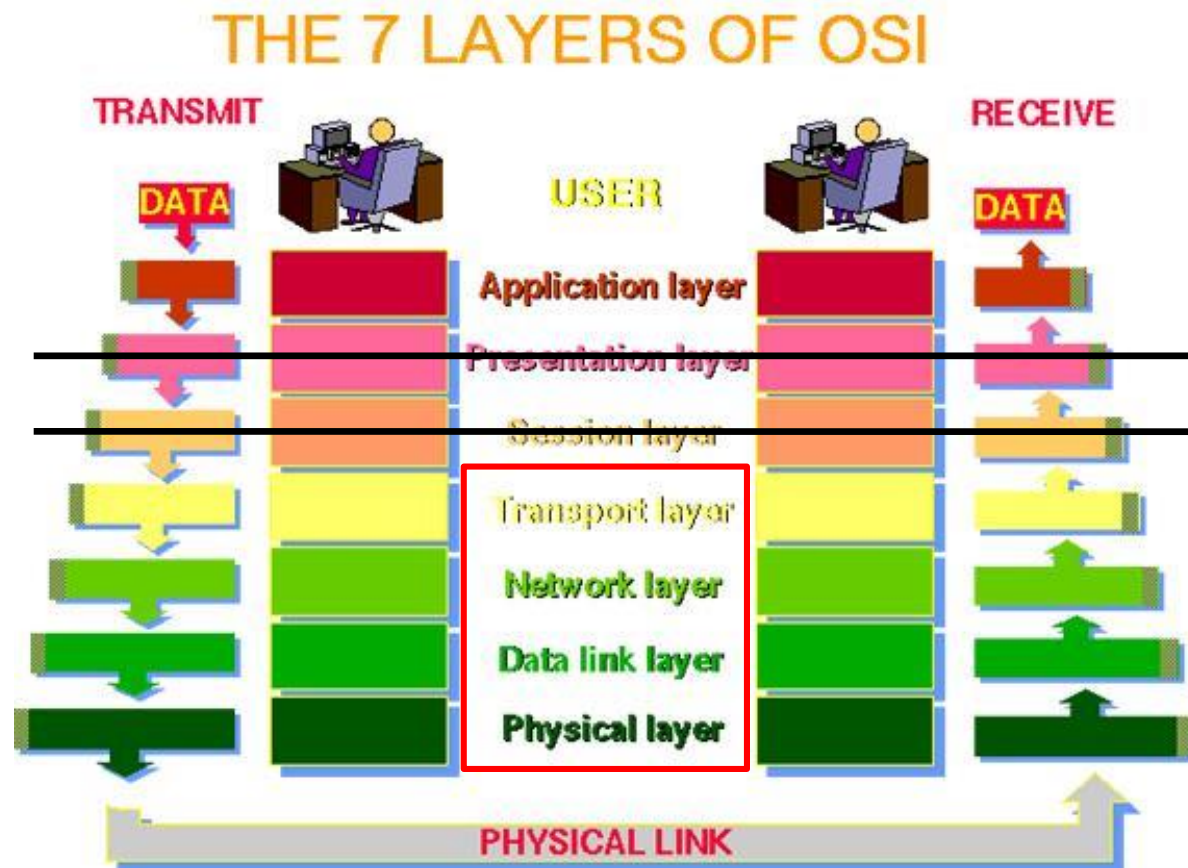 THE 7 LAYERS OF OSI
TRANSMIT
RECEIVE
DATA
USER
DATA
Application layer
Presentation layer
Session layer
Transport layer
Network layer
Data link layer
Physical layer
PHYSICAL LINK